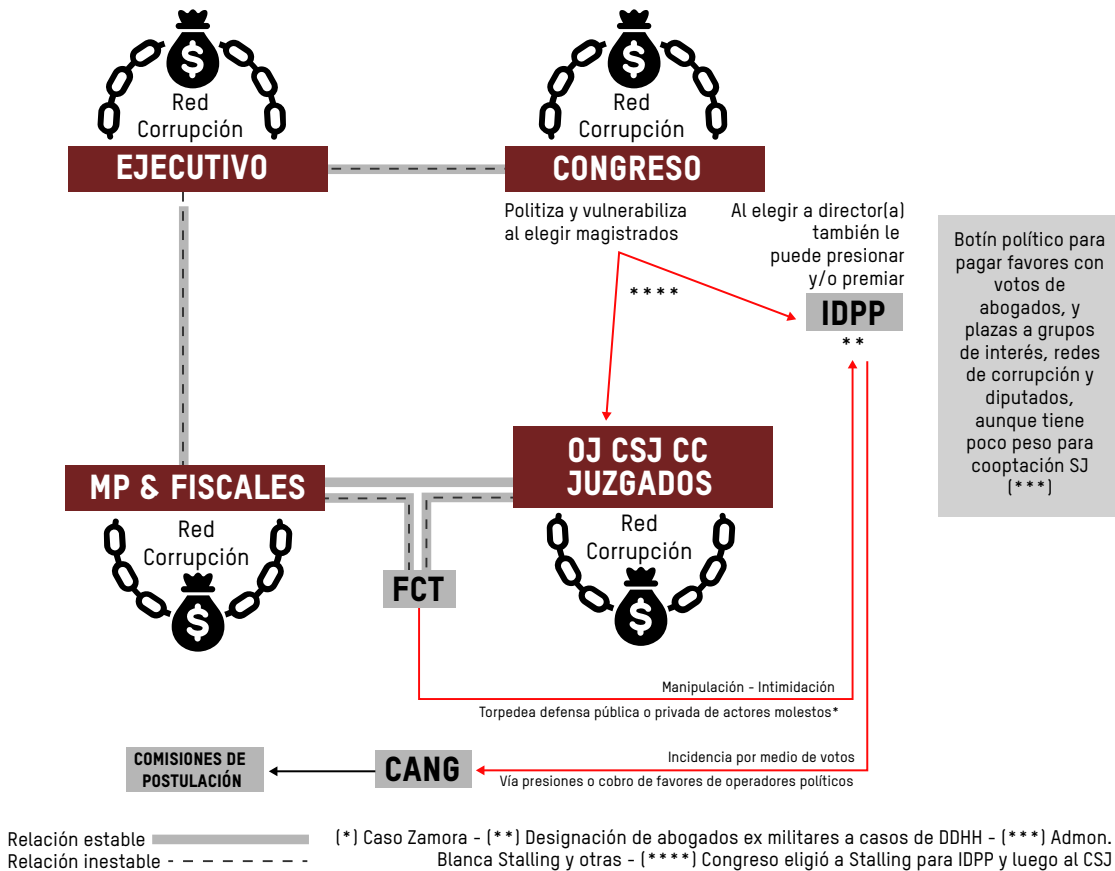 Red
Corrupción
EJECUTIVO
Red
Corrupción
CONGRESO
Politiza y vulnerabiliza
al elegir magistrados
Al elegir a director(a)
también le
puede presionar
y/o premiar
****
IDPP
**
Botín político para
pagar favores con
votos de
abogados, y
plazas a grupos
de interés, redes
de corrupción y
diputados,
aunque tiene
poco peso para
cooptación SJ
(***)
MP & FISCALES
Red
Corrupción
OJ CSJ CC
JUZGADOS
Red
Corrupción
FCT
Manipulación - Intimidación
Torpedea defensa pública o privada de actores molestos*
COMISIONES DE
POSTULACIÓN
CANG
Incidencia por medio de votos
Vía presiones o cobro de favores de operadores políticos
Relación estable
Relación inestable
(*) Caso Zamora - (**) Designación de abogados ex militares a casos de DDHH - (***) Admon.
Blanca Stalling y otras - (****) Congreso eligió a Stalling para IDPP y luego al CSJ